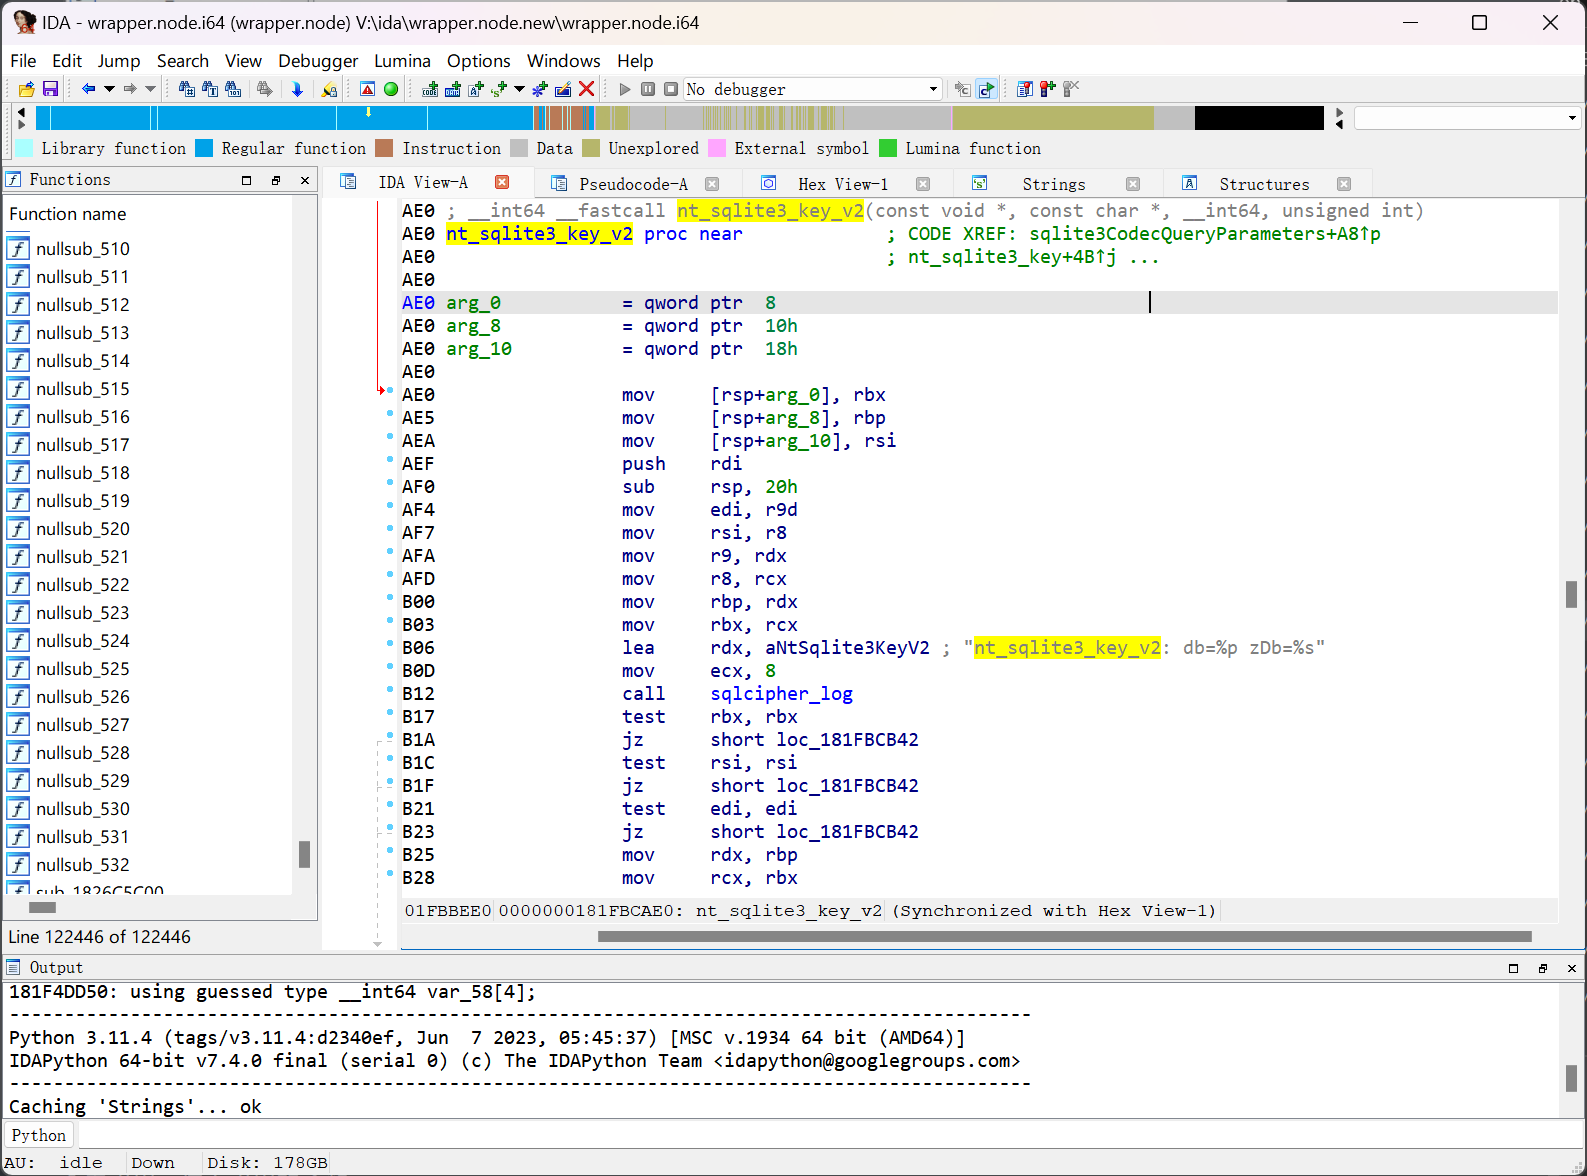 IDA - wrapper.node.i64 (wrapper.node) V:\ida\wrapper.node.new\wrapper.node.i64
File Edit Jump Search View Debugger Lumina Options Windows Help
No debugger
Library function Regular function Instruction Data Unexplored External symbol Lumina function
Functions
IDA View-A Pseudocode-A Hex View-1 Strings Structures
Function name
nullsub_510
nullsub_511
nullsub_512
nullsub_513
nullsub_514
nullsub_515
nullsub_516
nullsub_517
nullsub_518
nullsub_519
nullsub_520
nullsub_521
nullsub_522
nullsub_523
nullsub_524
nullsub_525
nullsub_526
nullsub_527
nullsub_528
nullsub_529
nullsub_530
nullsub_531
nullsub_532
sub_1826C5C00
Line 122446 of 122446
AE0 ; __int64 __fastcall nt_sqlite3_key_v2(const void *, const char *, __int64, unsigned int)
AE0 nt_sqlite3_key_v2 proc near ; CODE XREF: sqlite3CodecQueryParameters+A8↑p
AE0 ; nt_sqlite3_key+4B↑j ...
AE0
AE0 arg_0 = qword ptr 8
AE0 arg_8 = qword ptr 10h
AE0 arg_10 = qword ptr 18h
AE0
AE0 mov [rsp+arg_0], rbx
AE5 mov [rsp+arg_8], rbp
AEA mov [rsp+arg_10], rsi
AEF push rdi
AF0 sub rsp, 20h
AF4 mov edi, r9d
AF7 mov rsi, r8
AFA mov r9, rdx
AFD mov r8, rcx
B00 mov rbp, rdx
B03 mov rbx, rcx
B06 lea rdx, aNtSqlite3KeyV2 ; "nt_sqlite3_key_v2: db=%p zDb=%s"
B0D mov ecx, 8
B12 call sqlcipher_log
B17 test rbx, rbx
B1A jz short loc_181FBCB42
B1C test rsi, rsi
B1F jz short loc_181FBCB42
B21 test edi, edi
B23 jz short loc_181FBCB42
B25 mov rdx, rbp
B28 mov rcx, rbx
01FBBEE0 0000000181FBCAE0: nt_sqlite3_key_v2 (Synchronized with Hex View-1)
Output
181F4DD50: using guessed type __int64 var_58[4];
---------------------------------------------------------------------------------------------
Python 3.11.4 (tags/v3.11.4:d2340ef, Jun  7 2023, 05:45:37) [MSC v.1934 64 bit (AMD64)]
IDAPython 64-bit v7.4.0 final (serial 0) (c) The IDAPython Team <idapython@googlegroups.com>
---------------------------------------------------------------------------------------------
Caching 'Strings'... ok
Python
AU: idle Down Disk: 178GB